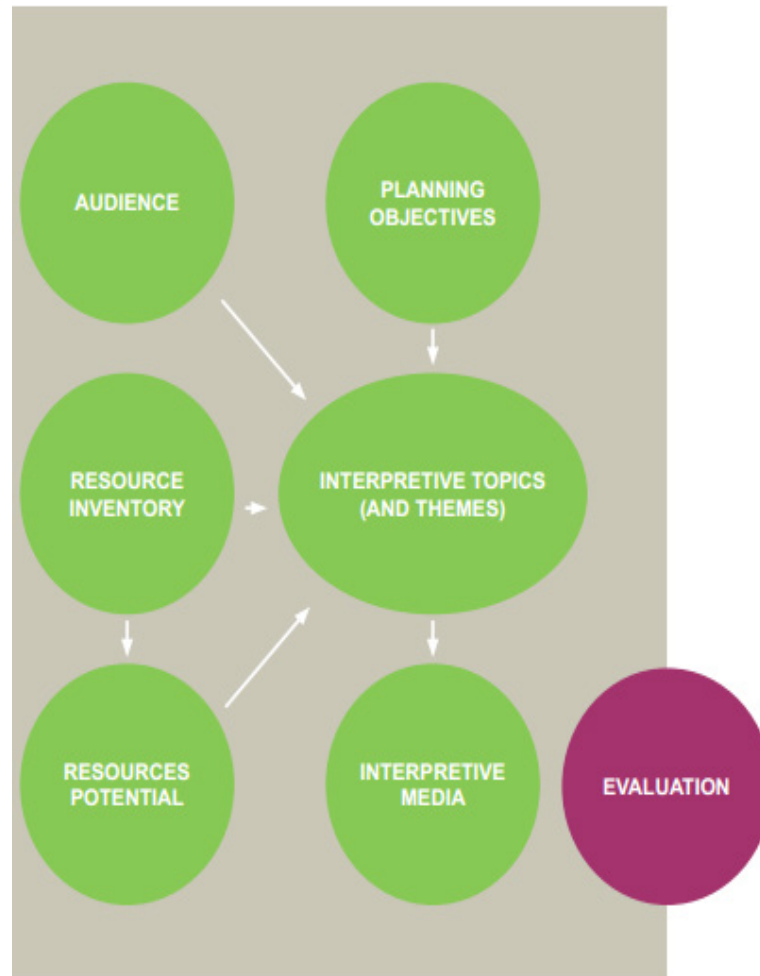 AUDIENCE
PLANNING
OBJECTIVES
RESOURCE
INVENTORY
INTERPRETIVE TOPICS
(AND THEMES)
RESOURCES
POTENTIAL
INTERPRETIVE
MEDIA
EVALUATION